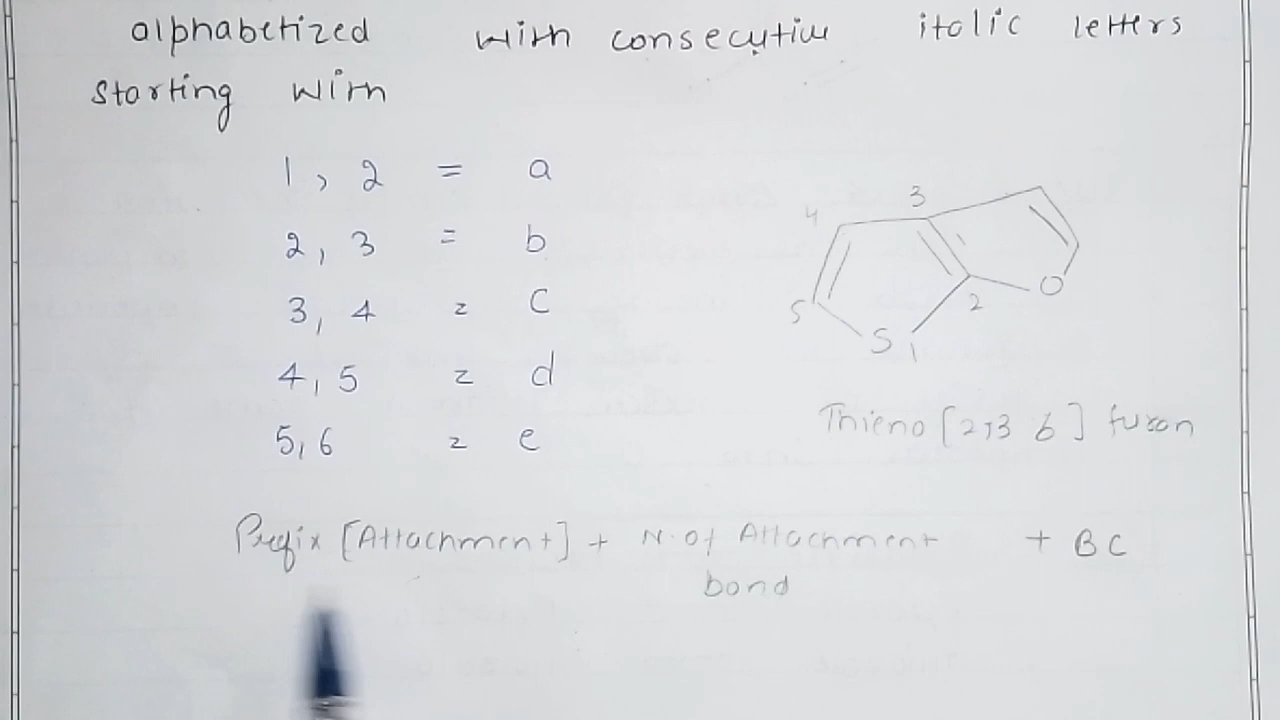 alphabetized with consecutive italic letters
starting with
1, 2 = a
2, 3 = b
3, 4 = c
4, 5 = d
5, 6 = e
3
4
5
S
1
2
O
Thieno [2,3 b] furan
Prefix [Attachment] + N. of Attachment + BC
bond